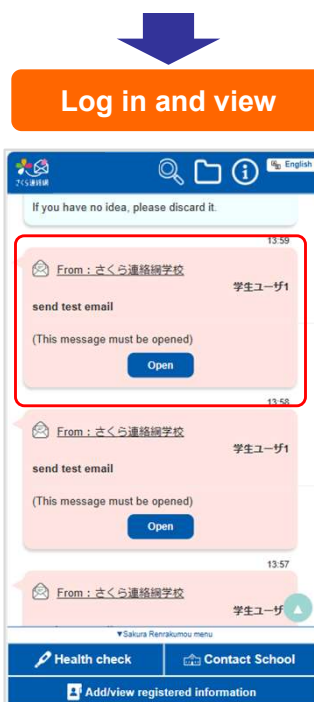 Log in and view
さくら連絡網
English
If you have no idea, please discard it.
13:59
From : さくら連絡網学校
学生ユーザ1
send test email
(This message must be opened)
Open
13:58
From : さくら連絡網学校
学生ユーザ1
send test email
(This message must be opened)
Open
13:57
From : さくら連絡網学校
学生ユーザ
▼Sakura Renrakumou menu
Health check
Contact School
Add/view registered information